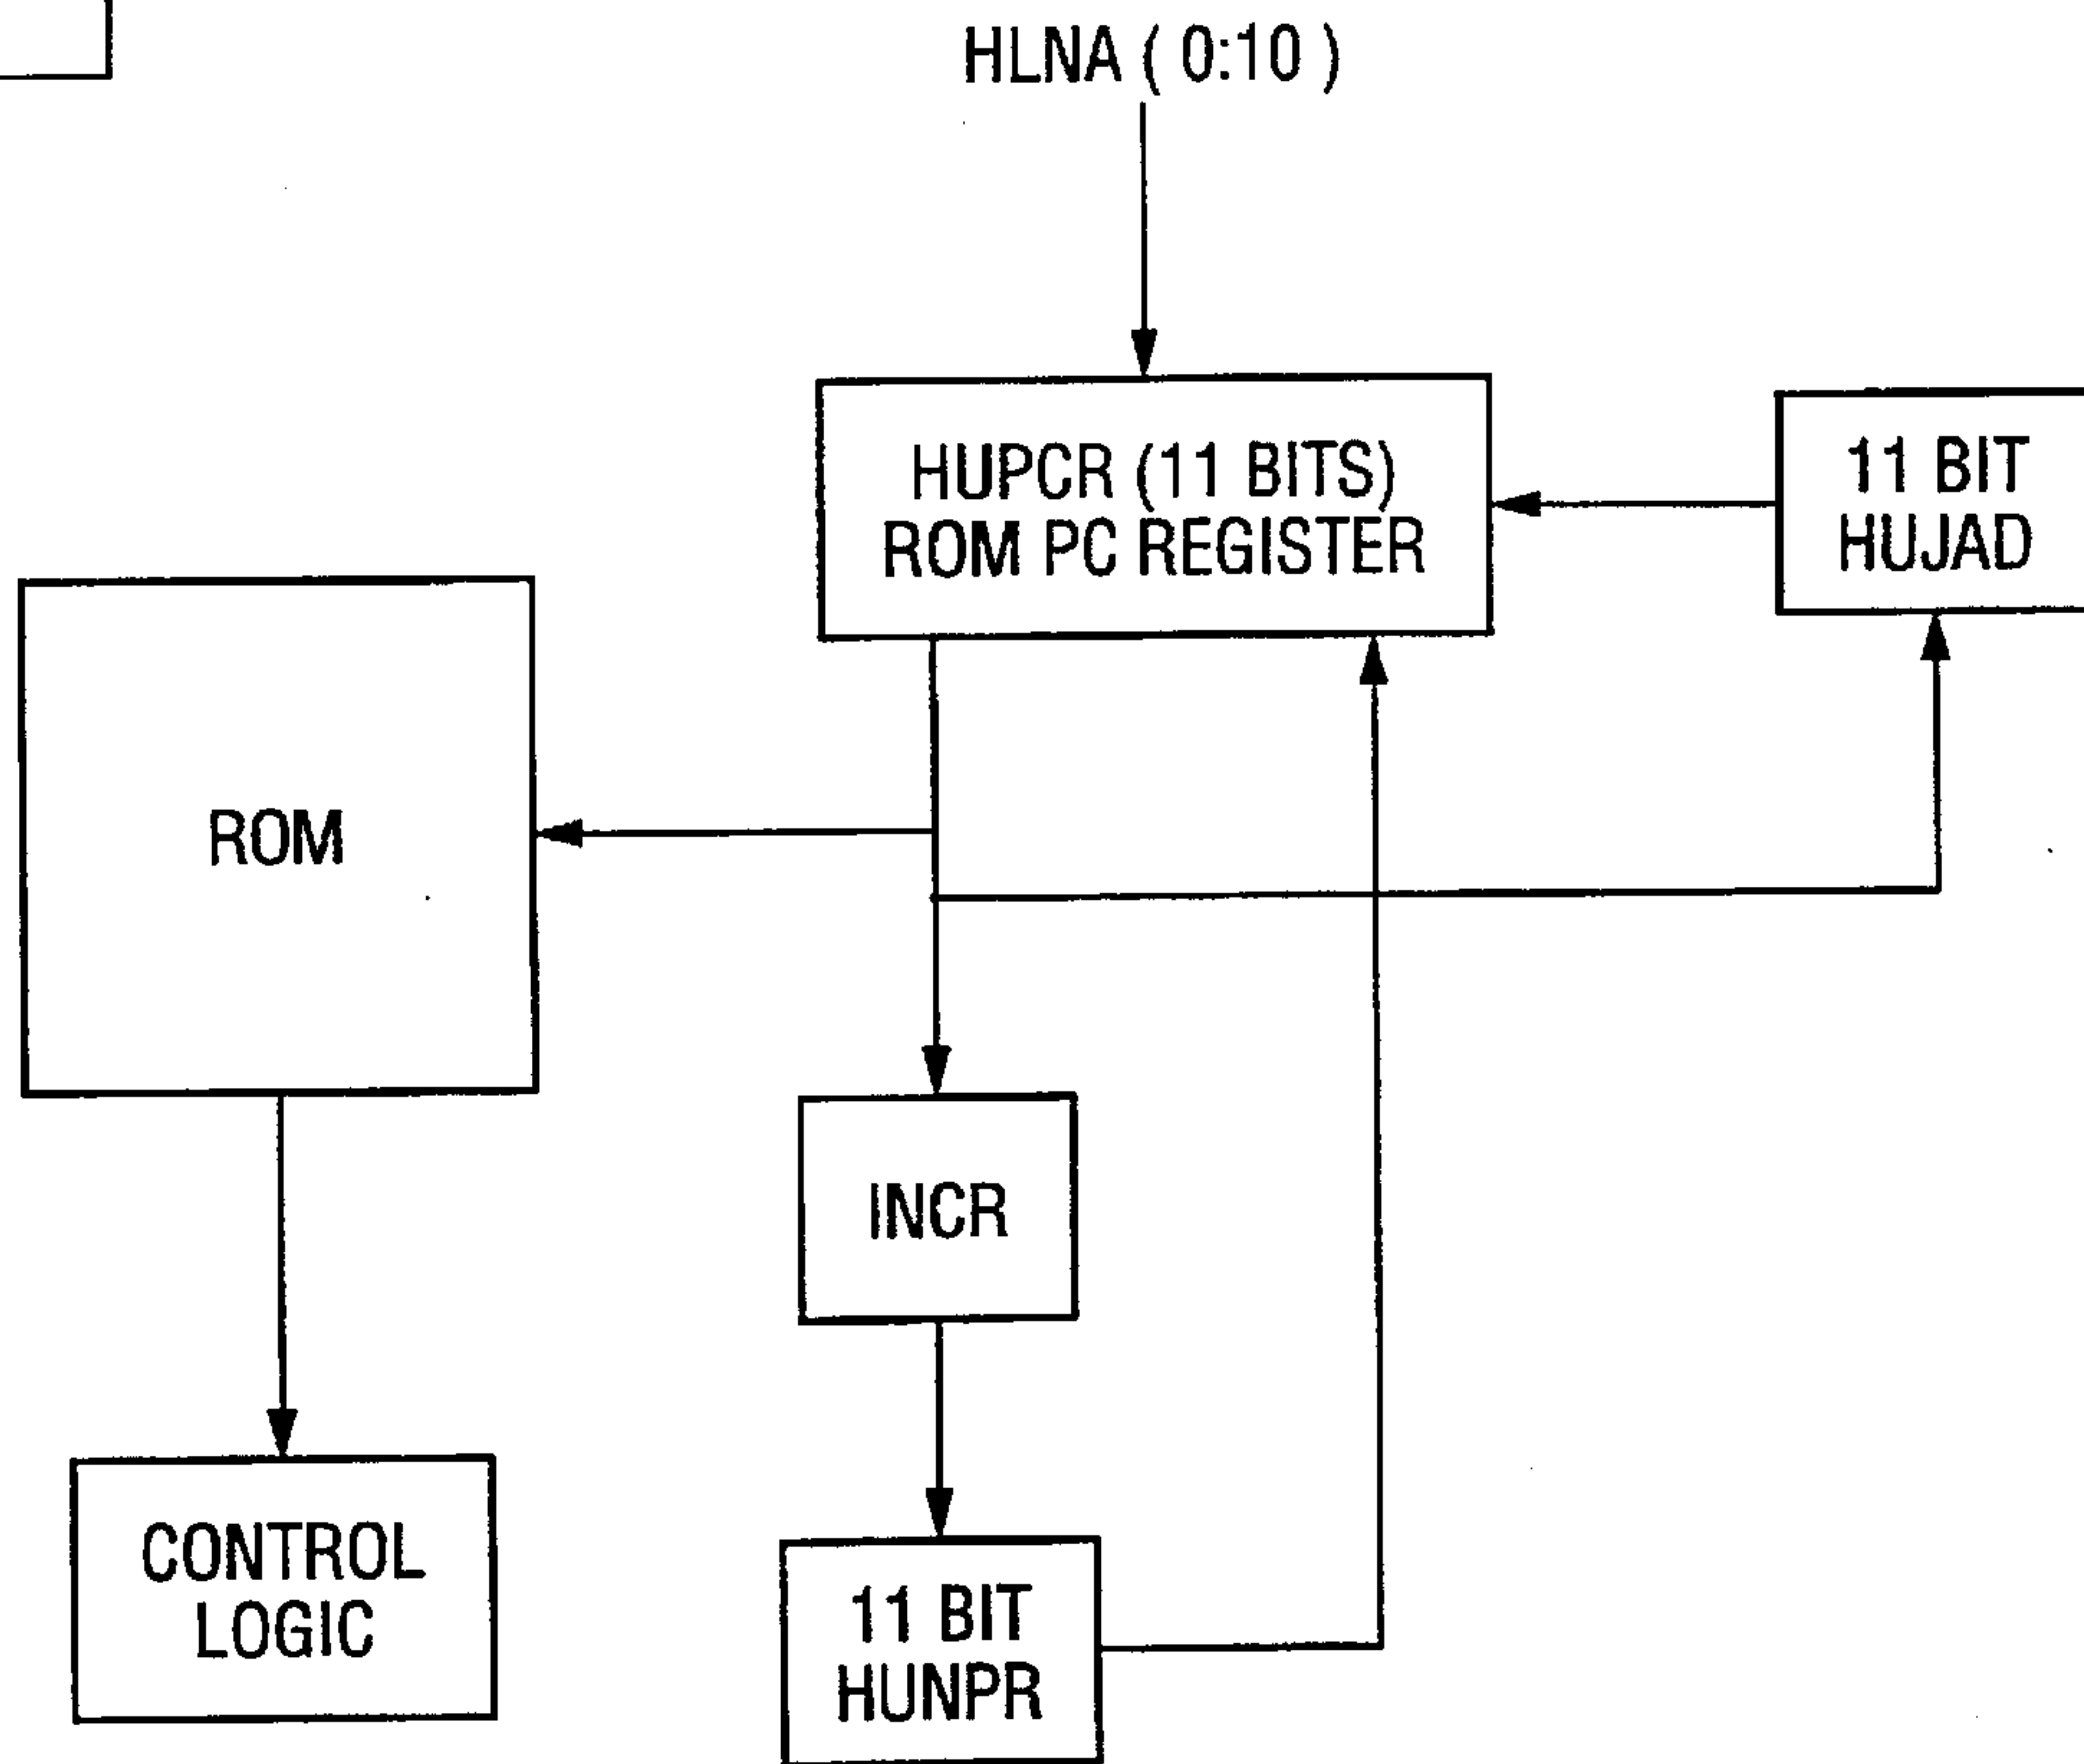 HLNA ( 0:10 )
HUPCR (11 BITS)
ROM PC REGISTER
11 BIT
HUJAD
ROM
INCR
CONTROL
LOGIC
11 BIT
HUNPR